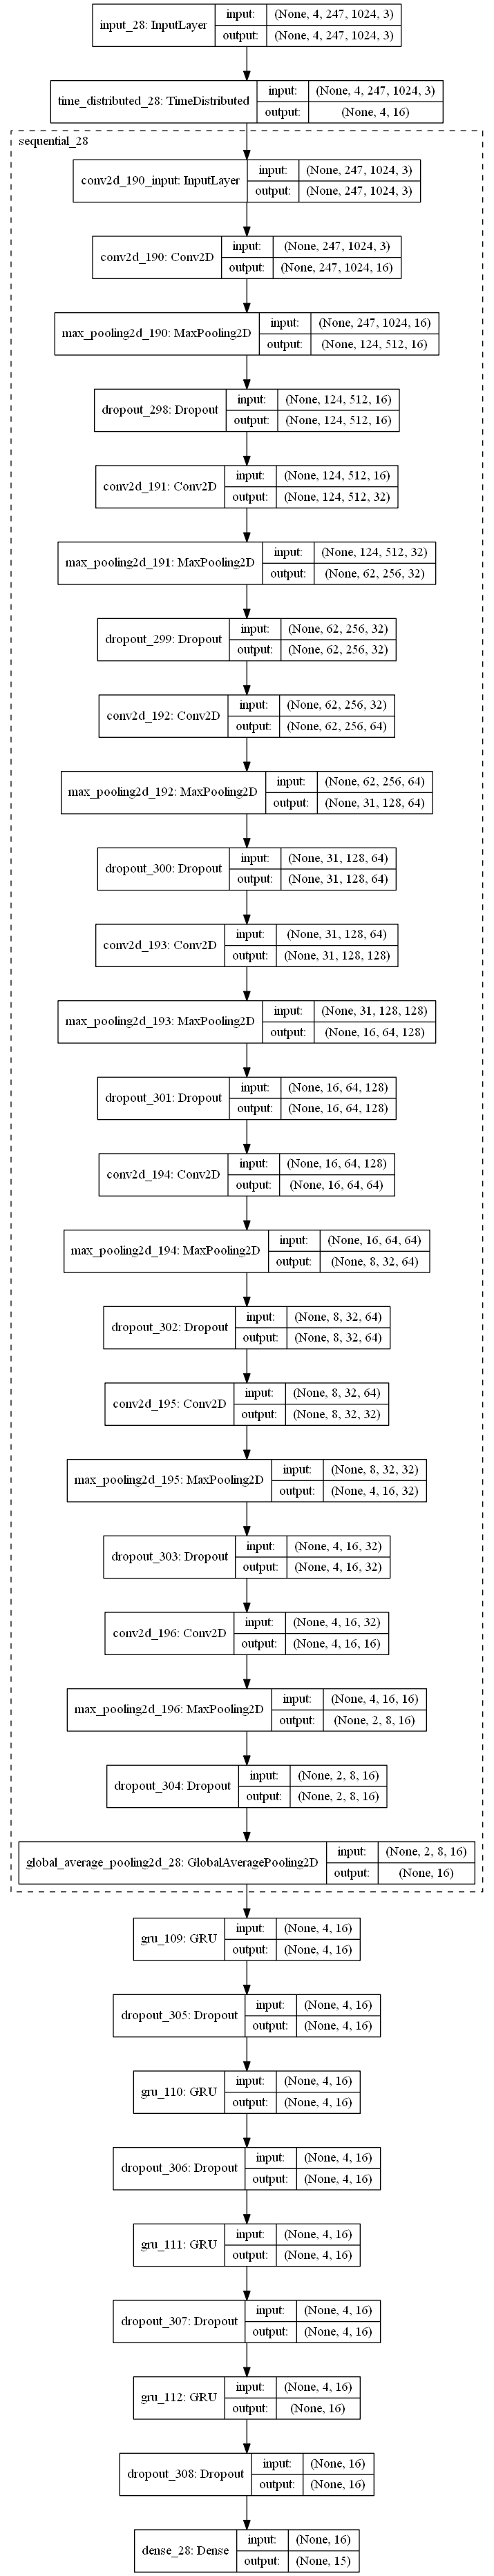 input_28: InputLayer
input: (None, 4, 247, 1024, 3)
output: (None, 4, 247, 1024, 3)
time_distributed_28: TimeDistributed
input: (None, 4, 247, 1024, 3)
output: (None, 4, 16)
sequential_28
conv2d_190_input: InputLayer
input: (None, 247, 1024, 3)
output: (None, 247, 1024, 3)
conv2d_190: Conv2D
input: (None, 247, 1024, 3)
output: (None, 247, 1024, 16)
max_pooling2d_190: MaxPooling2D
input: (None, 247, 1024, 16)
output: (None, 124, 512, 16)
dropout_298: Dropout
input: (None, 124, 512, 16)
output: (None, 124, 512, 16)
conv2d_191: Conv2D
input: (None, 124, 512, 16)
output: (None, 124, 512, 32)
max_pooling2d_191: MaxPooling2D
input: (None, 124, 512, 32)
output: (None, 62, 256, 32)
dropout_299: Dropout
input: (None, 62, 256, 32)
output: (None, 62, 256, 32)
conv2d_192: Conv2D
input: (None, 62, 256, 32)
output: (None, 62, 256, 64)
max_pooling2d_192: MaxPooling2D
input: (None, 62, 256, 64)
output: (None, 31, 128, 64)
dropout_300: Dropout
input: (None, 31, 128, 64)
output: (None, 31, 128, 64)
conv2d_193: Conv2D
input: (None, 31, 128, 64)
output: (None, 31, 128, 128)
max_pooling2d_193: MaxPooling2D
input: (None, 31, 128, 128)
output: (None, 16, 64, 128)
dropout_301: Dropout
input: (None, 16, 64, 128)
output: (None, 16, 64, 128)
conv2d_194: Conv2D
input: (None, 16, 64, 128)
output: (None, 16, 64, 64)
max_pooling2d_194: MaxPooling2D
input: (None, 16, 64, 64)
output: (None, 8, 32, 64)
dropout_302: Dropout
input: (None, 8, 32, 64)
output: (None, 8, 32, 64)
conv2d_195: Conv2D
input: (None, 8, 32, 64)
output: (None, 8, 32, 32)
max_pooling2d_195: MaxPooling2D
input: (None, 8, 32, 32)
output: (None, 4, 16, 32)
dropout_303: Dropout
input: (None, 4, 16, 32)
output: (None, 4, 16, 32)
conv2d_196: Conv2D
input: (None, 4, 16, 32)
output: (None, 4, 16, 16)
max_pooling2d_196: MaxPooling2D
input: (None, 4, 16, 16)
output: (None, 2, 8, 16)
dropout_304: Dropout
input: (None, 2, 8, 16)
output: (None, 2, 8, 16)
global_average_pooling2d_28: GlobalAveragePooling2D
input: (None, 2, 8, 16)
output: (None, 16)
gru_109: GRU
input: (None, 4, 16)
output: (None, 4, 16)
dropout_305: Dropout
input: (None, 4, 16)
output: (None, 4, 16)
gru_110: GRU
input: (None, 4, 16)
output: (None, 4, 16)
dropout_306: Dropout
input: (None, 4, 16)
output: (None, 4, 16)
gru_111: GRU
input: (None, 4, 16)
output: (None, 4, 16)
dropout_307: Dropout
input: (None, 4, 16)
output: (None, 4, 16)
gru_112: GRU
input: (None, 4, 16)
output: (None, 16)
dropout_308: Dropout
input: (None, 16)
output: (None, 16)
dense_28: Dense
input: (None, 16)
output: (None, 15)